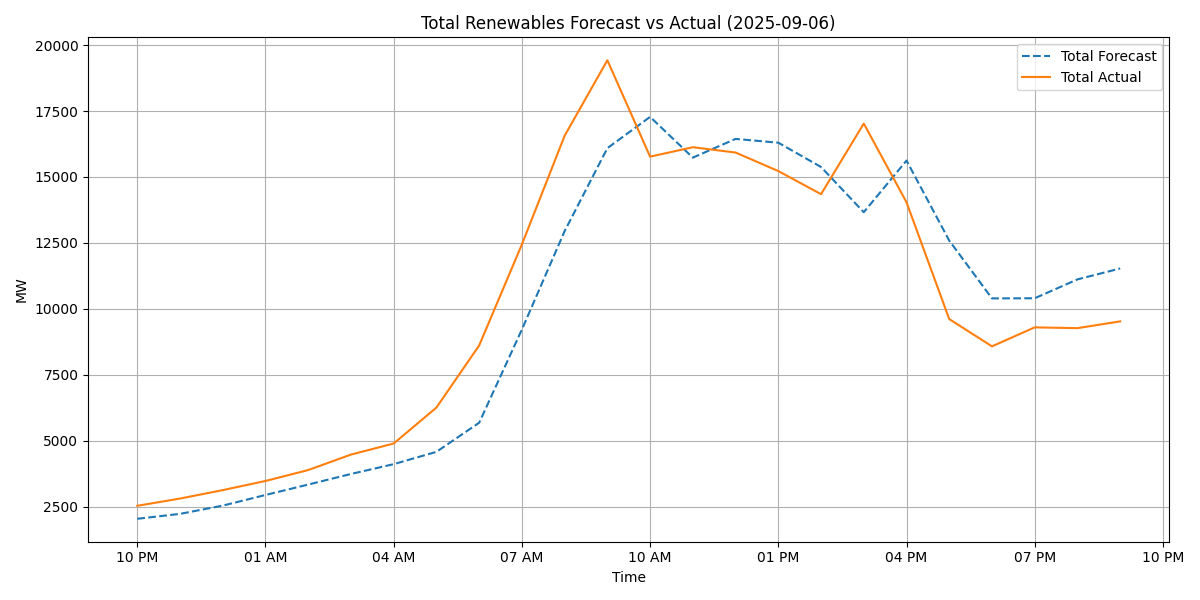 Total Renewables Forecast vs Actual (2025-09-06)
20000
17500
15000
12500
10000
7500
5000
2500
MW
Total Forecast
Total Actual
10 PM 01 AM 04 AM 07 AM 10 AM 01 PM 04 PM 07 PM 10 PM
Time